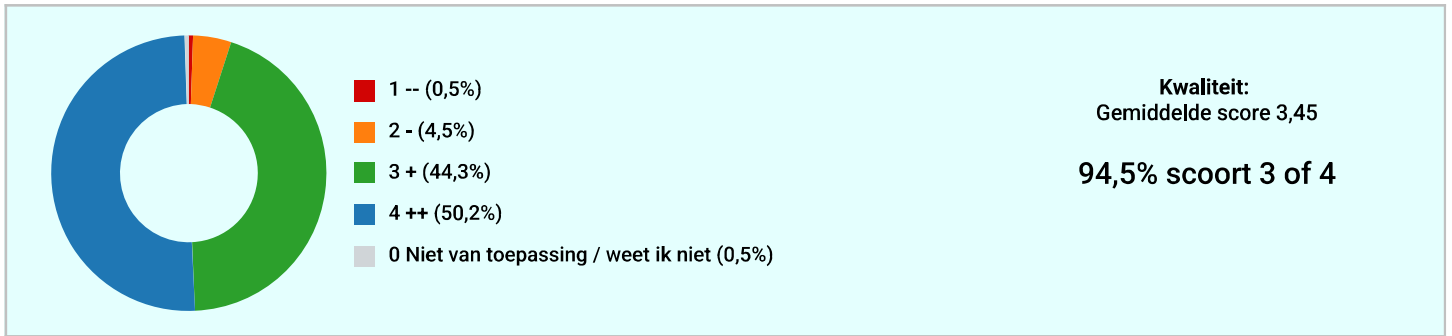 1 -- (0,5%)
2 - (4,5%)
3 + (44,3%)
4 ++ (50,2%)
0 Niet van toepassing / weet ik niet (0,5%)
Kwaliteit:
Gemiddelde score 3,45
94,5% scoort 3 of 4